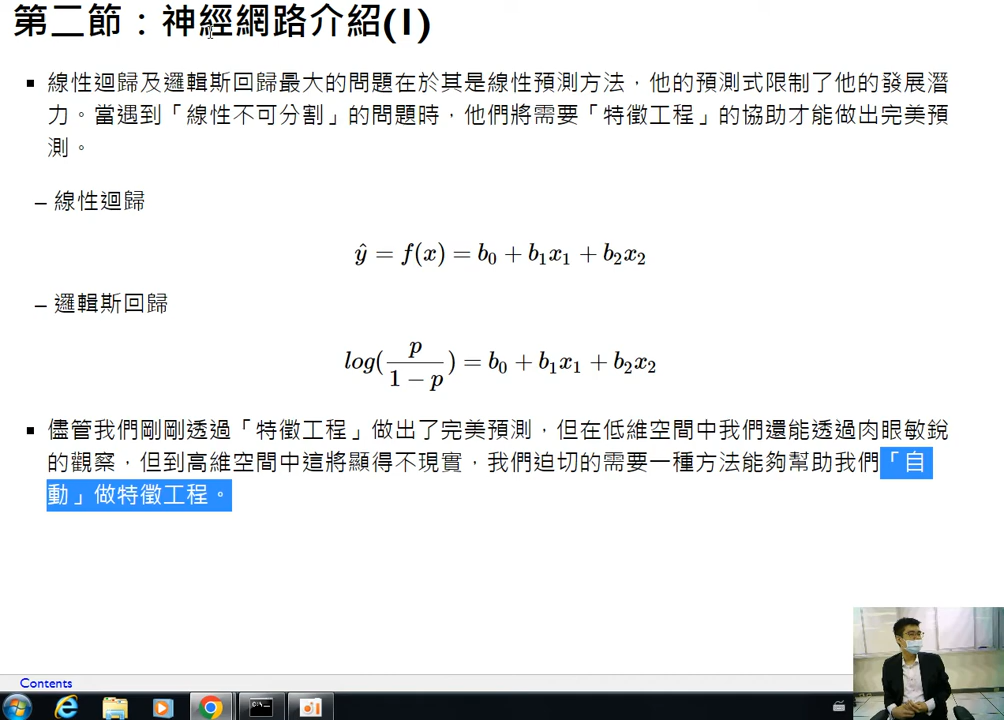 第二節：神經網路介紹(1)
▪ 線性迴歸及邏輯斯回歸最大的問題在於其是線性預測方法，他的預測式限制了他的發展潛
力。當遇到「線性不可分割」的問題時，他們將需要「特徵工程」的協助才能做出完美預
測。
– 線性迴歸
ŷ = f(x) = b₀ + b₁x₁ + b₂x₂
– 邏輯斯回歸
log(p/(1 − p)) = b₀ + b₁x₁ + b₂x₂
▪ 儘管我們剛剛透過「特徵工程」做出了完美預測，但在低維空間中我們還能透過肉眼敏銳
的觀察，但到高維空間中這將顯得不現實，我們迫切的需要一種方法能夠幫助我們「自
動」做特徵工程。
Contents